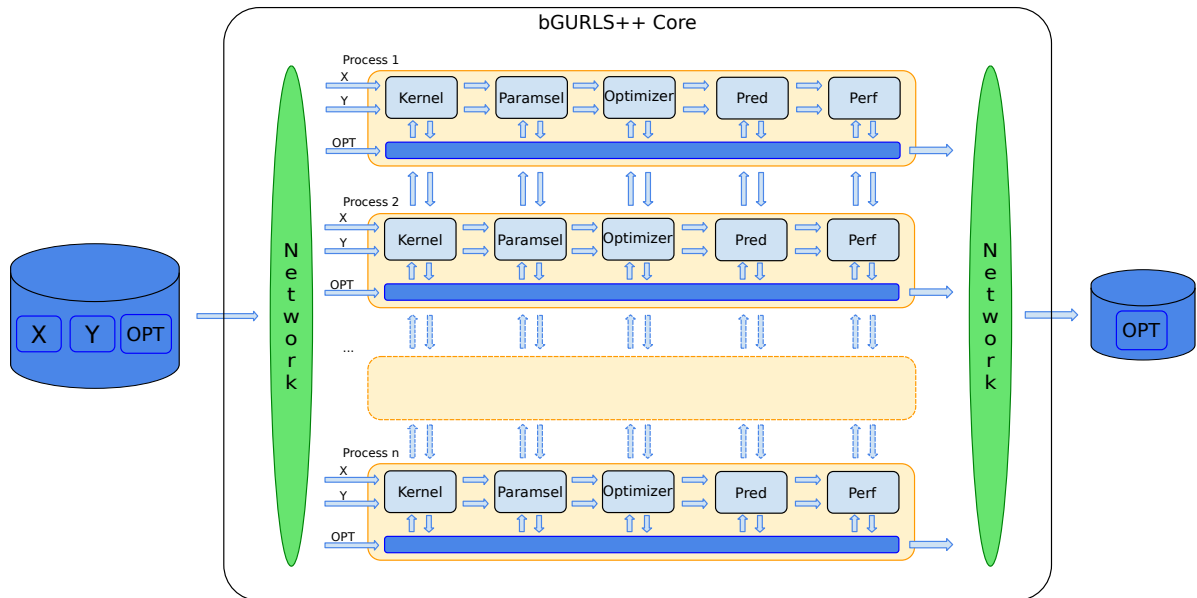 bGURLS++ Core
Process 1
X
Y
Kernel
Paramsel
Optimizer
Pred
Perf
OPT
Process 2
X
Y
Kernel
Paramsel
Optimizer
Pred
Perf
OPT
...
Process n
X
Y
Kernel
Paramsel
Optimizer
Pred
Perf
OPT
Network
Network
X Y OPT
OPT